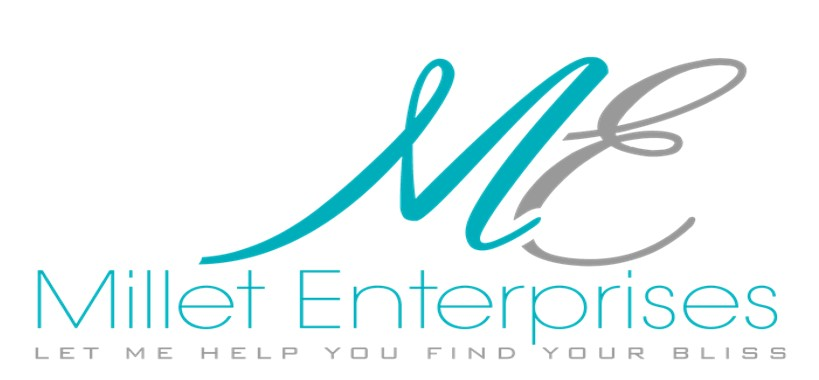 ME
Millet Enterprises
LET ME HELP YOU FIND YOUR BLISS